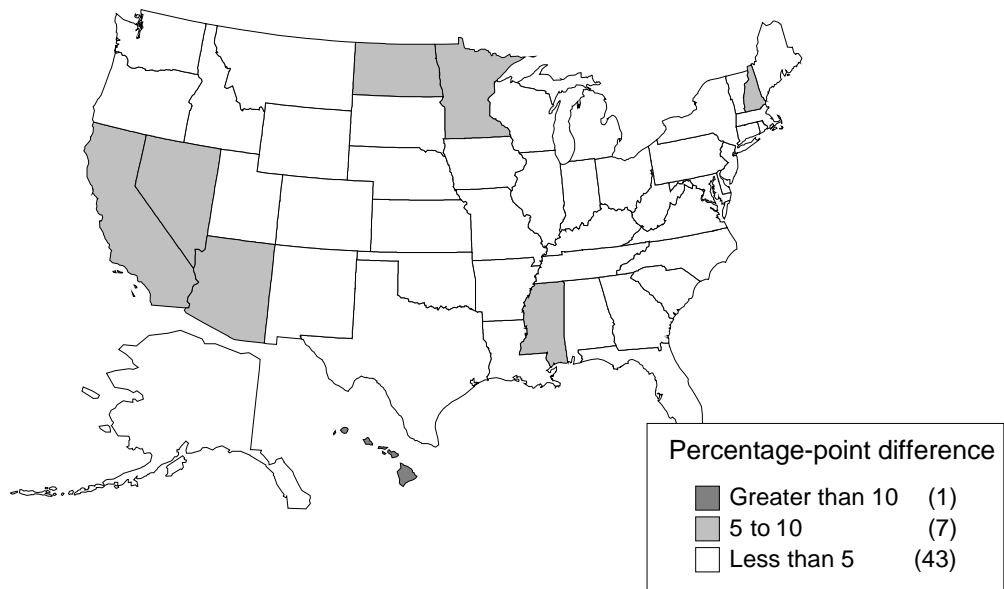 Percentage-point difference
Greater than 10 (1)
5 to 10 (7)
Less than 5 (43)